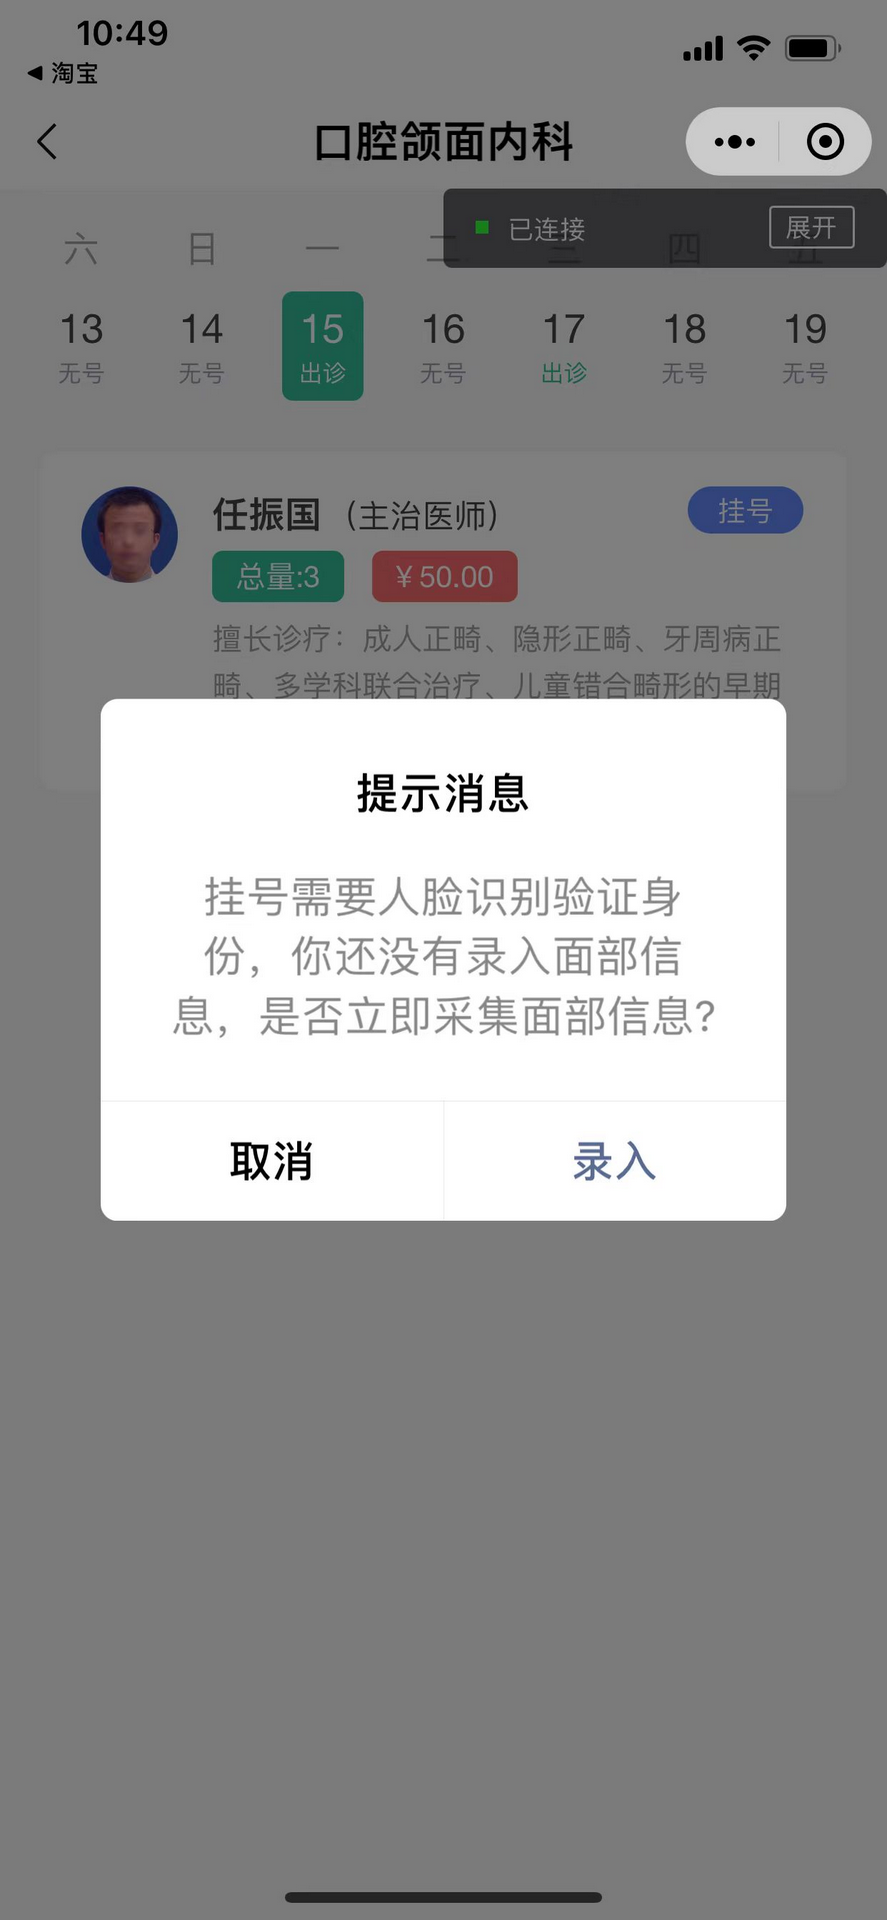 10:49
淘宝
口腔颌面内科
已连接
展开
六 日 一 二 三 四 五
13 14 15 16 17 18 19
无号 无号 出诊 无号 出诊 无号 无号
任振国（主治医师）
挂号
总量:3
¥50.00
擅长诊疗：成人正畸、隐形正畸、牙周病正
畸、多学科联合治疗、儿童错合畸形的早期
提示消息
挂号需要人脸识别验证身
份，你还没有录入面部信
息，是否立即采集面部信息?
取消
录入